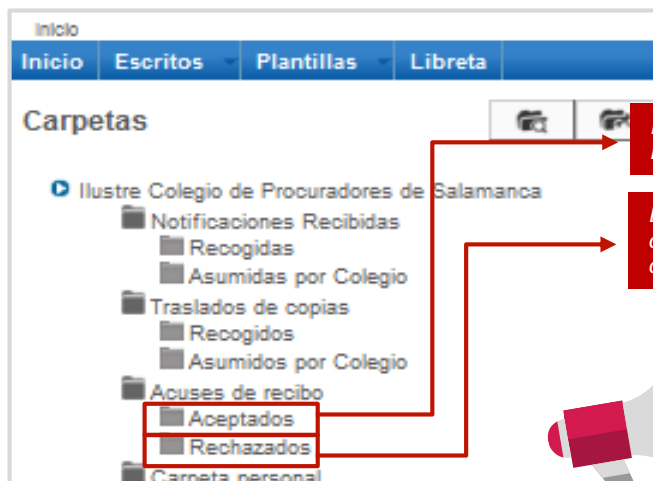 Inicio
Inicio Escritos Plantillas Libreta
Carpetas
Ilustre Colegio de Procuradores de Salamanca
Notificaciones Recibidas
Recogidas
Asumidas por Colegio
Traslados de copias
Recogidos
Asumidos por Colegio
Acuses de recibo
Aceptados
Rechazados
Carpeta personal